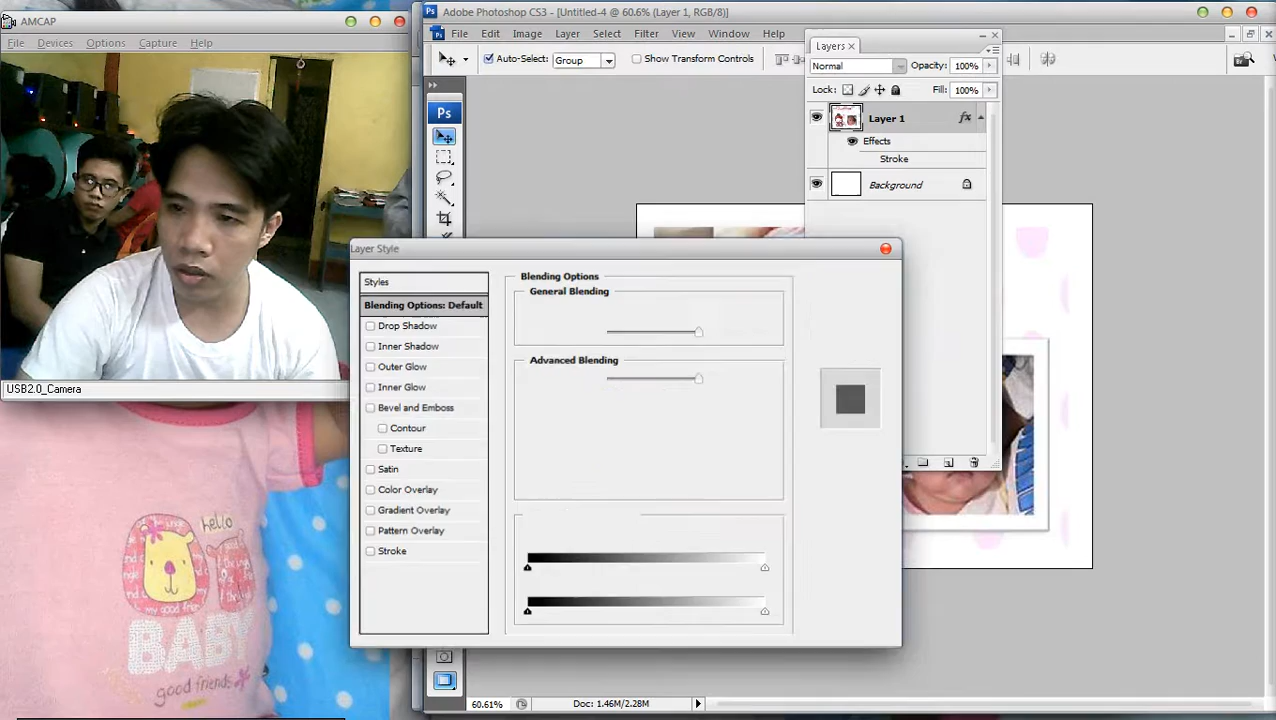 AMCAP
File Devices Options Capture Help
USB2.0_Camera
hello
BABY
good friends
Adobe Photoshop CS3 - [Untitled-4 @ 60.6% (Layer 1, RGB/8)]
File Edit Image Layer Select Filter View Window Help
Auto-Select: Group Show Transform Controls
Ps
Layers
Normal Opacity: 100%
Lock: Fill: 100%
Layer 1 fx
Effects
Stroke
Background
Layer Style
Styles
Blending Options: Default
Drop Shadow
Inner Shadow
Outer Glow
Inner Glow
Bevel and Emboss
Contour
Texture
Satin
Color Overlay
Gradient Overlay
Pattern Overlay
Stroke
Blending Options
General Blending
Advanced Blending
60.61% Doc: 1.46M/2.28M